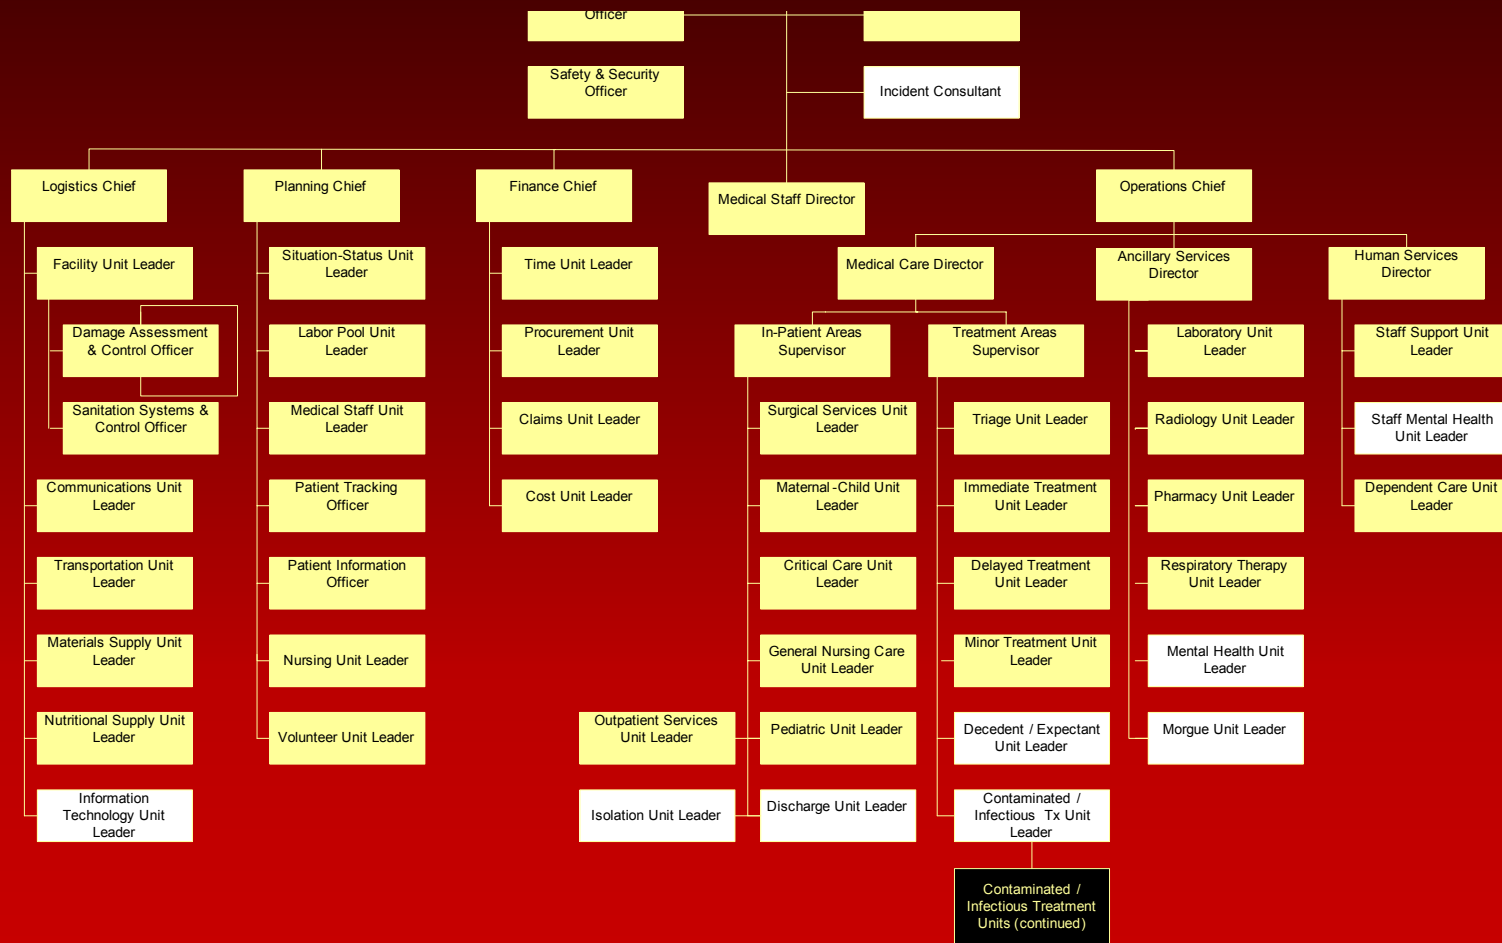 Officer
Safety & Security
Officer
Incident Consultant
Logistics Chief
Planning Chief
Finance Chief
Medical Staff Director
Operations Chief
Facility Unit Leader
Damage Assessment
& Control Officer
Sanitation Systems &
Control Officer
Communications Unit
Leader
Transportation Unit
Leader
Materials Supply Unit
Leader
Nutritional Supply Unit
Leader
Information
Technology Unit
Leader
Situation-Status Unit
Leader
Labor Pool Unit
Leader
Medical Staff Unit
Leader
Patient Tracking
Officer
Patient Information
Officer
Nursing Unit Leader
Volunteer Unit Leader
Time Unit Leader
Procurement Unit
Leader
Claims Unit Leader
Cost Unit Leader
Medical Care Director
In-Patient Areas
Supervisor
Surgical Services Unit
Leader
Maternal-Child Unit
Leader
Critical Care Unit
Leader
General Nursing Care
Unit Leader
Outpatient Services
Unit Leader
Pediatric Unit Leader
Isolation Unit Leader
Discharge Unit Leader
Treatment Areas
Supervisor
Triage Unit Leader
Immediate Treatment
Unit Leader
Delayed Treatment
Unit Leader
Minor Treatment Unit
Leader
Decedent / Expectant
Unit Leader
Contaminated /
Infectious Tx Unit
Leader
Contaminated /
Infectious Treatment
Units (continued)
Ancillary Services
Director
Laboratory Unit
Leader
Radiology Unit Leader
Pharmacy Unit Leader
Respiratory Therapy
Unit Leader
Mental Health Unit
Leader
Morgue Unit Leader
Human Services
Director
Staff Support Unit
Leader
Staff Mental Health
Unit Leader
Dependent Care Unit
Leader